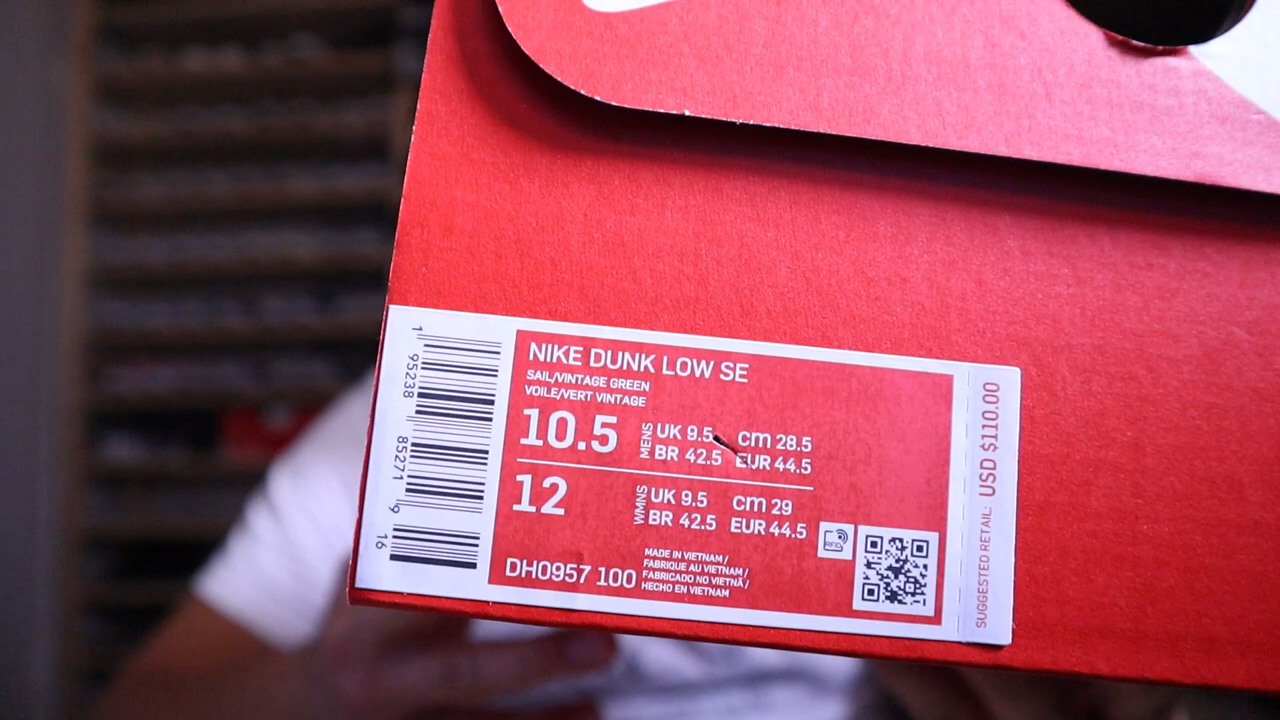 NIKE DUNK LOW SE
SAIL/VINTAGE GREEN
VOILE/VERT VINTAGE
10.5
MENS
UK 9.5 cm 28.5
BR 42.5 EUR 44.5
12
WMNS
UK 9.5 cm 29
BR 42.5 EUR 44.5
DH0957 100
MADE IN VIETNAM /
FABRIQUE AU VIETNAM /
FABRICADO NO VIETNÃ /
HECHO EN VIETNAM
RFID
1 95238 85271 9 16
SUGGESTED RETAIL: USD $110.00